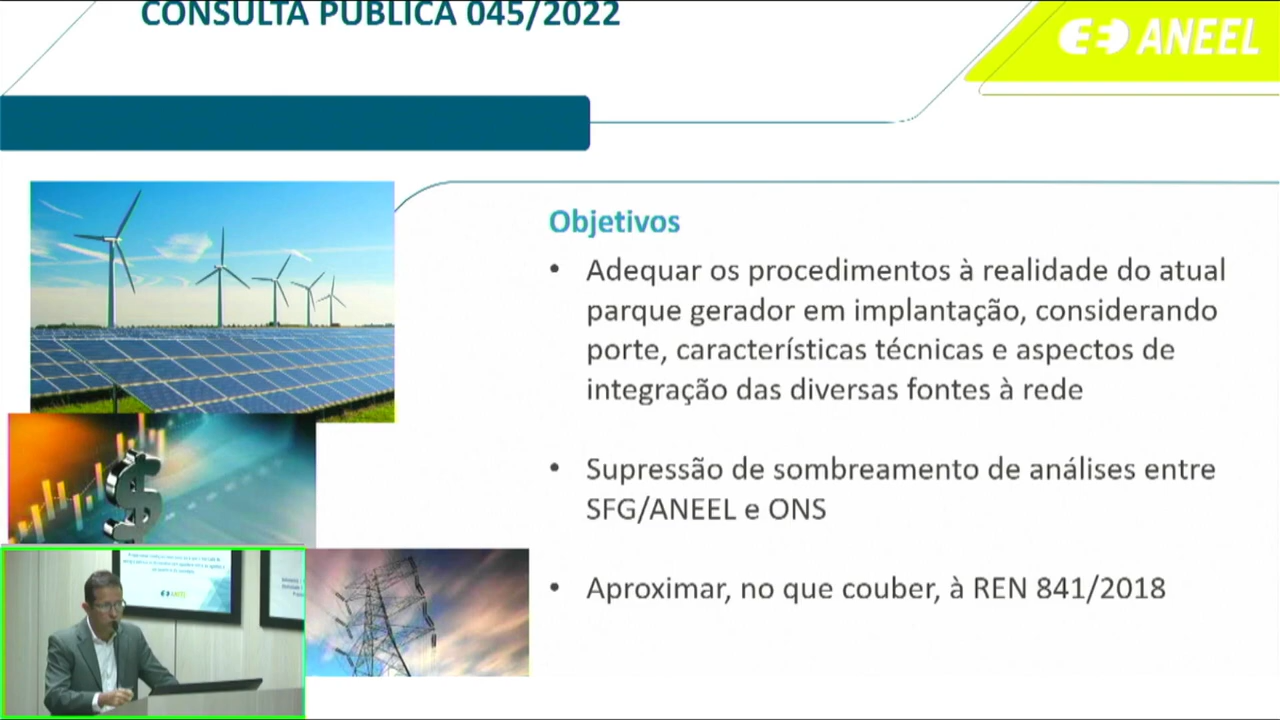 CONSULTA PÚBLICA 045/2022
ANEEL
Objetivos
• Adequar os procedimentos à realidade do atual
parque gerador em implantação, considerando
porte, características técnicas e aspectos de
integração das diversas fontes à rede
• Supressão de sombreamento de análises entre
SFG/ANEEL e ONS
• Aproximar, no que couber, à REN 841/2018
ANEEL